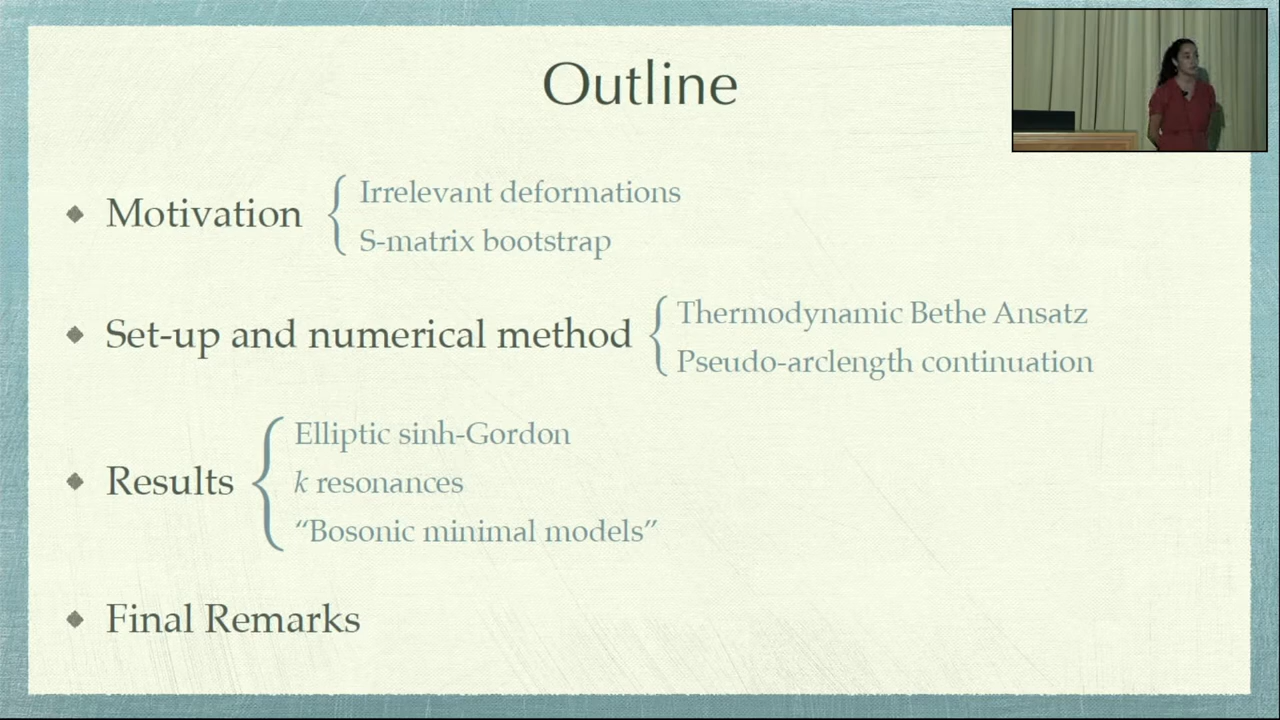 Outline
Motivation
Irrelevant deformations
S-matrix bootstrap
Set-up and numerical method
Thermodynamic Bethe Ansatz
Pseudo-arclength continuation
Results
Elliptic sinh-Gordon
k resonances
“Bosonic minimal models”
Final Remarks